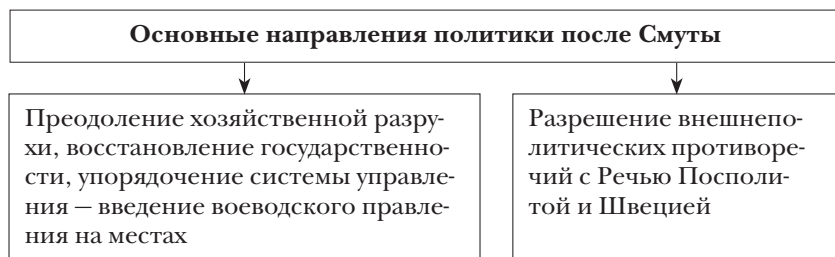 Основные направления политики после Смуты
Преодоление хозяйственной разру-
хи, восстановление государственно-
сти, упорядочение системы управле-
ния — введение воеводского правле-
ния на местах
Разрешение внешнепо-
литических противоре-
чий с Речью Посполи-
той и Швецией